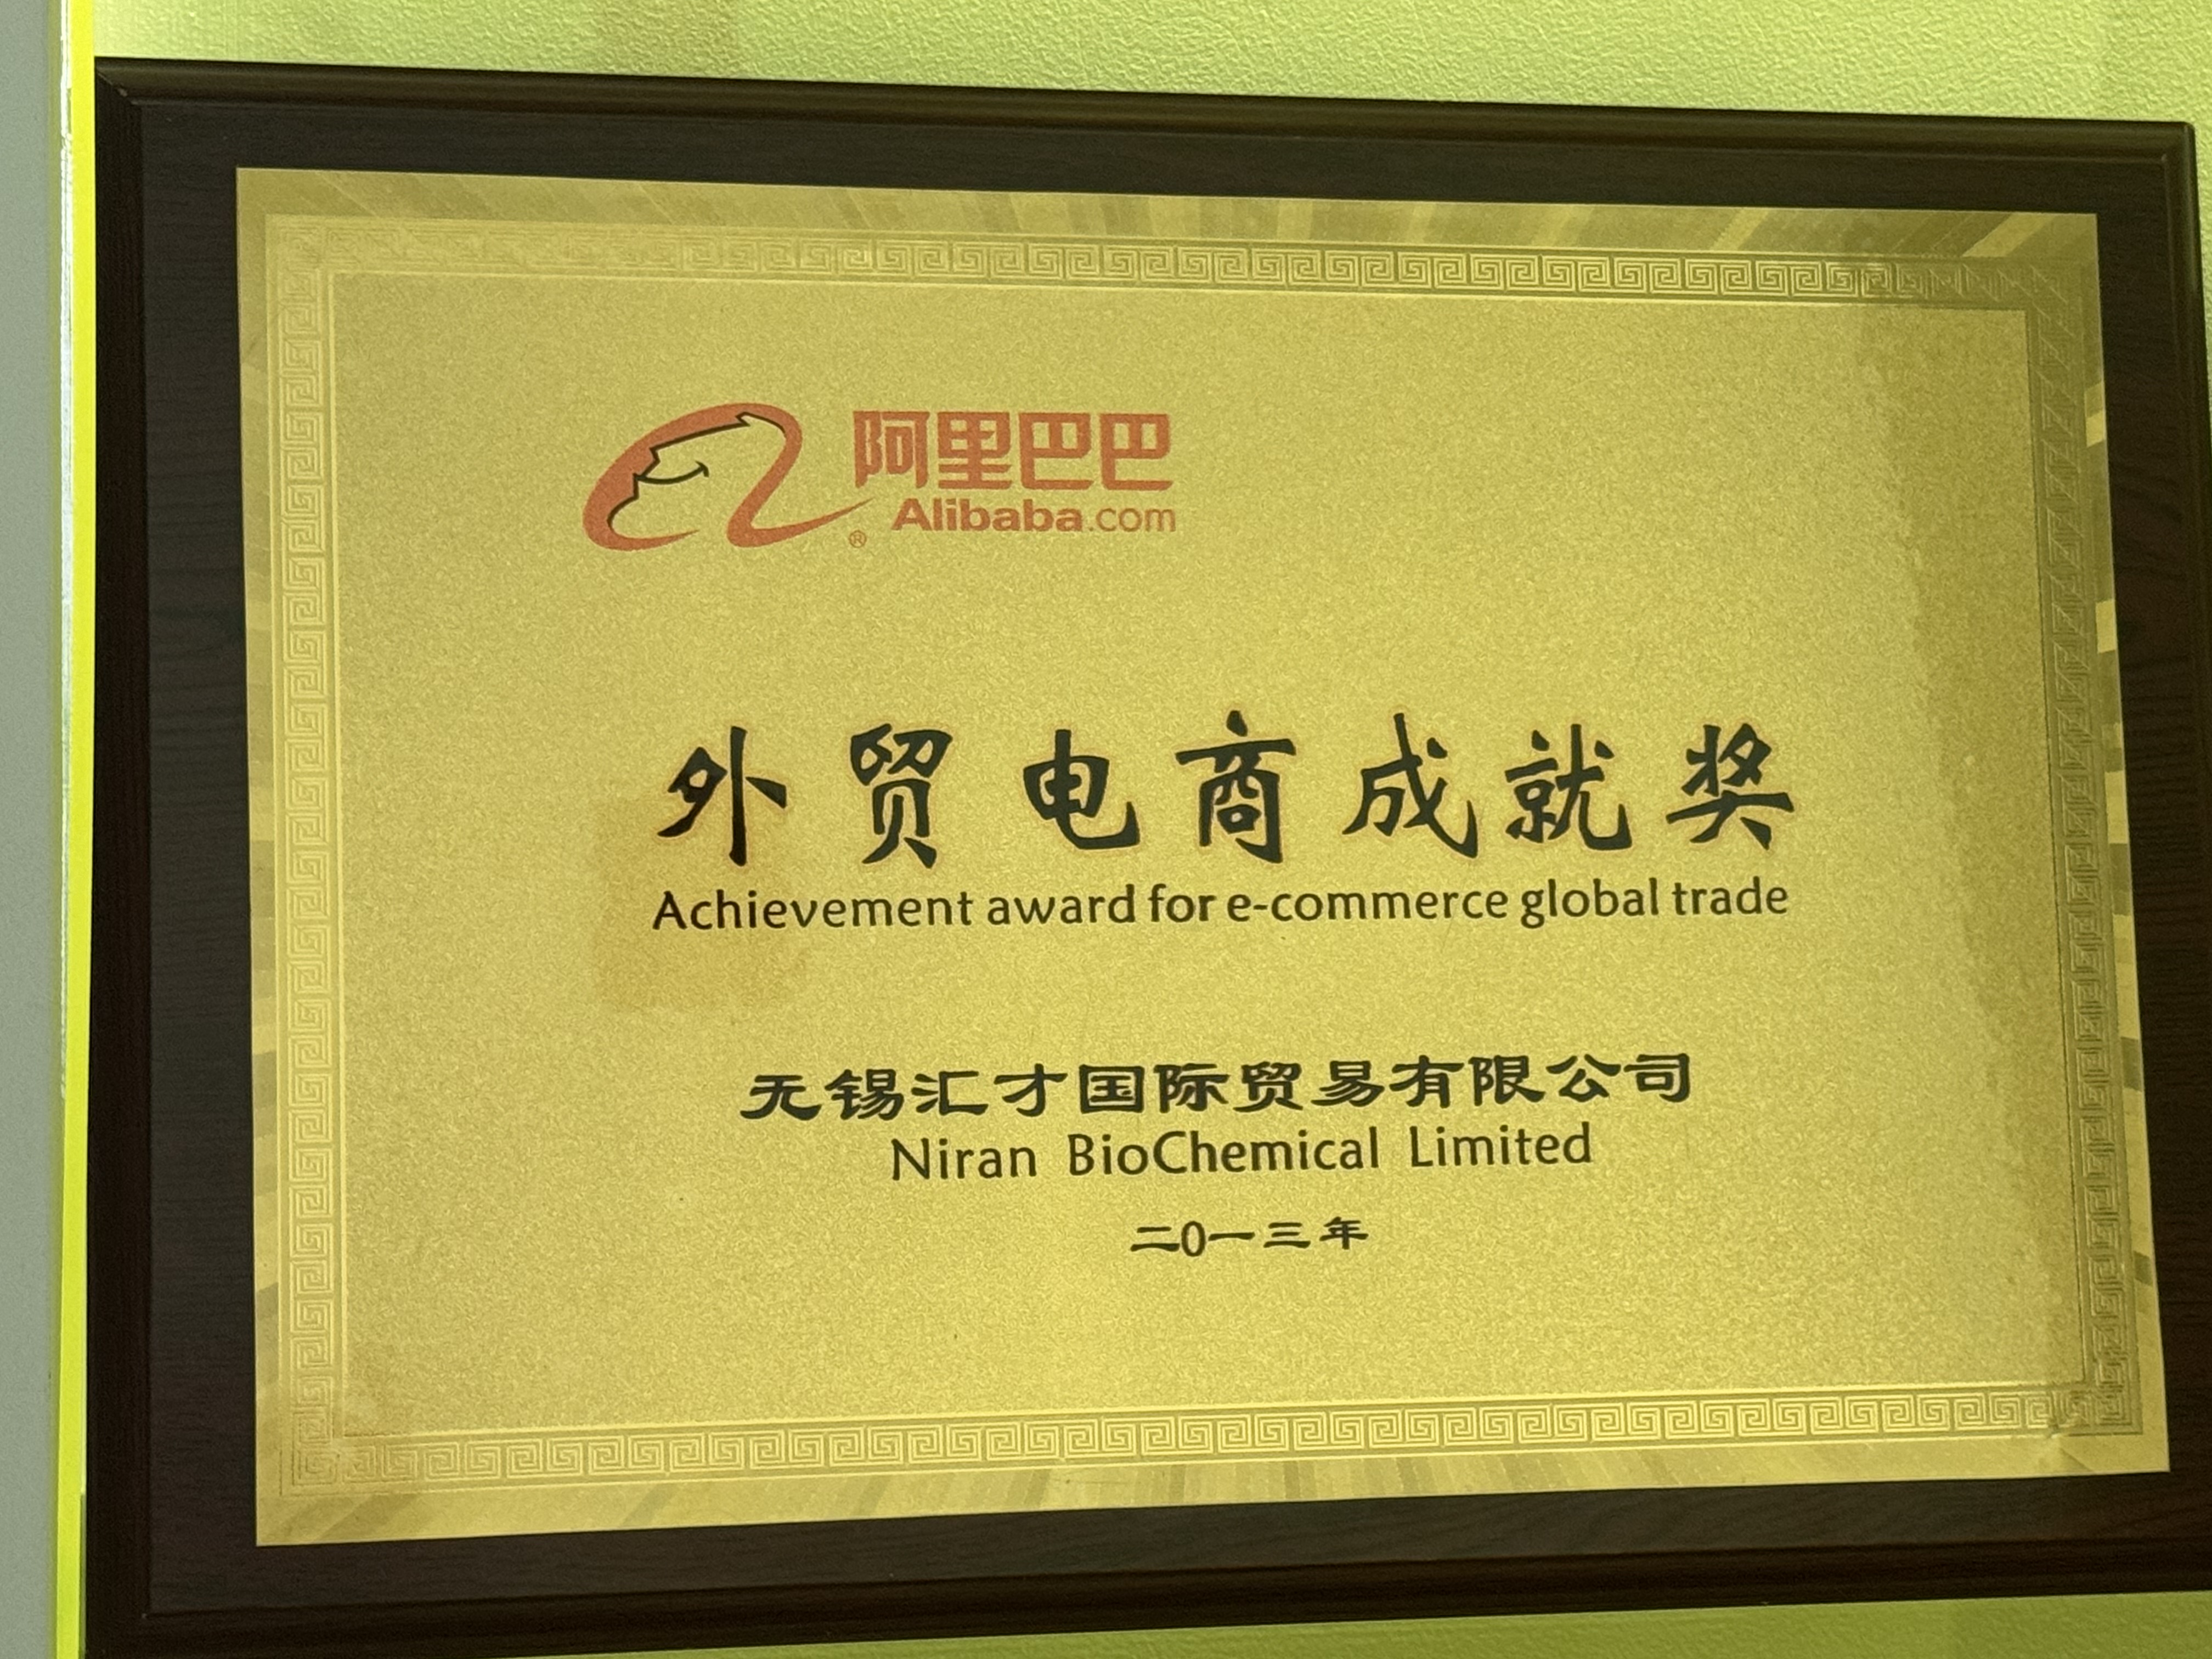 阿里巴巴
® Alibaba.com
外贸电商成就奖
Achievement award for e-commerce global trade
无锡汇才国际贸易有限公司
Niran BioChemical Limited
二0一三年